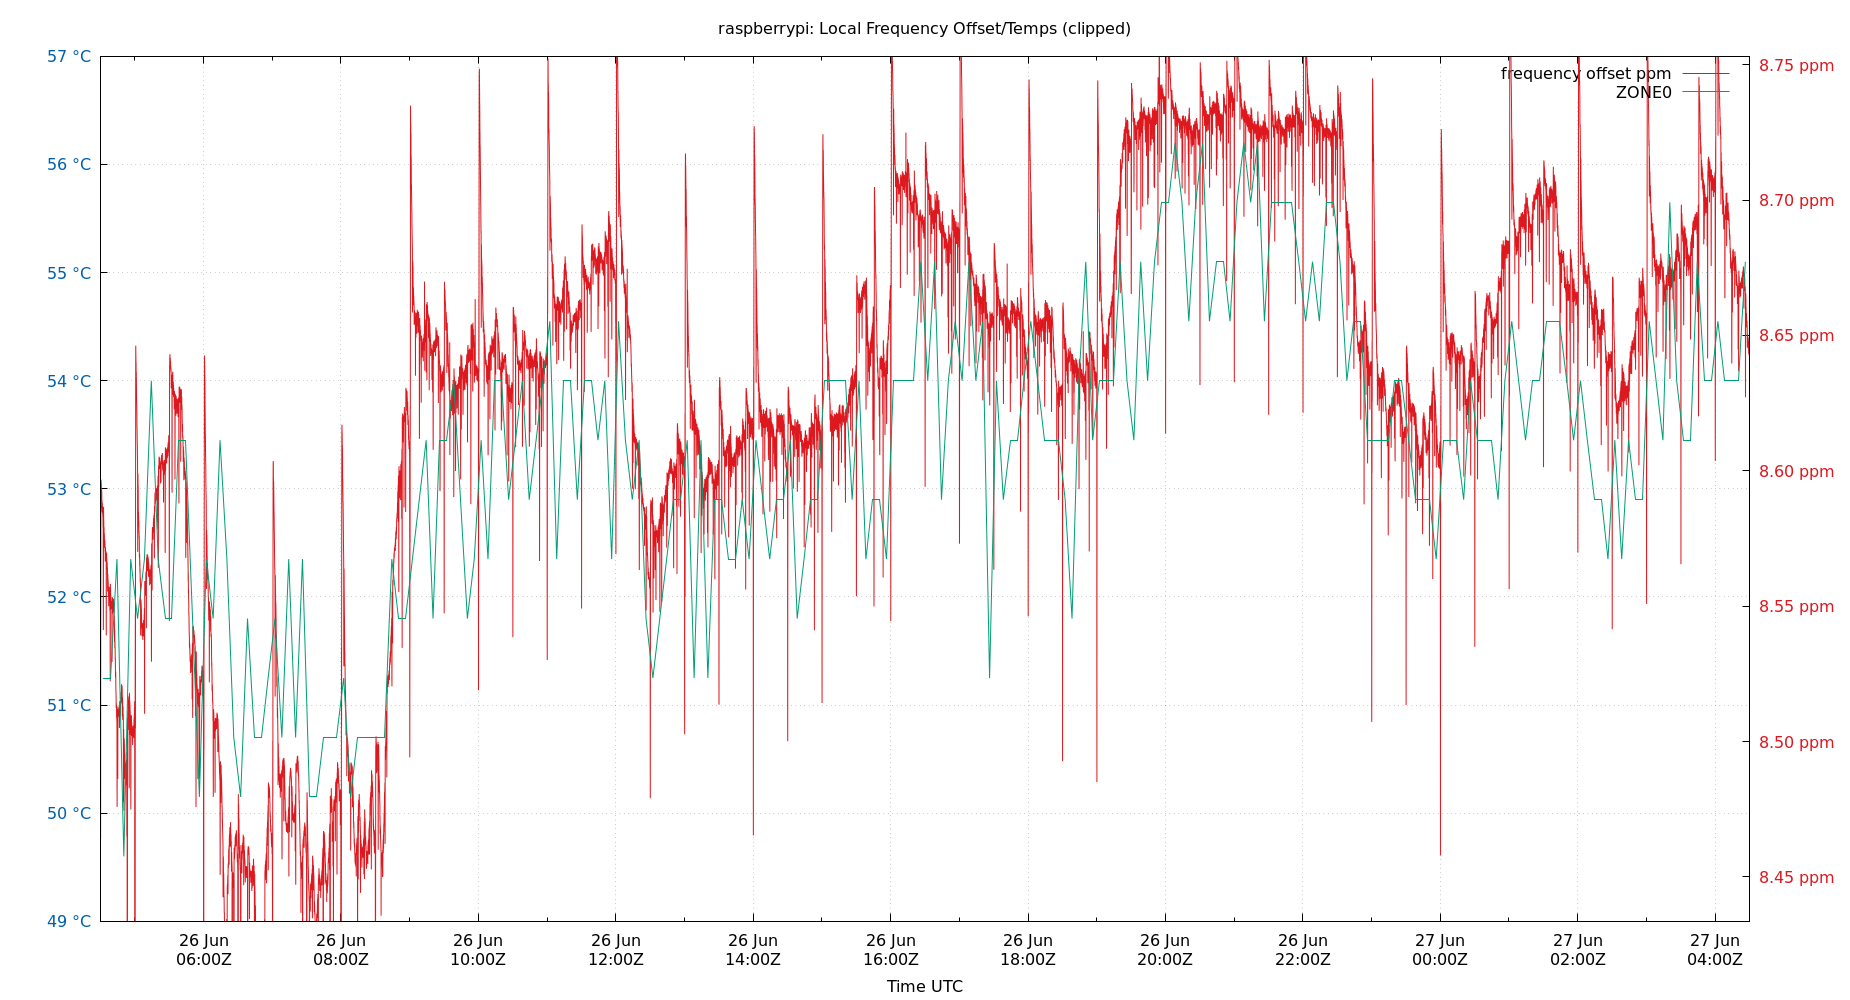 raspberrypi: Local Frequency Offset/Temps (clipped)
57 °C
56 °C
55 °C
54 °C
53 °C
52 °C
51 °C
50 °C
49 °C
frequency offset ppm
ZONE0
8.75 ppm
8.70 ppm
8.65 ppm
8.60 ppm
8.55 ppm
8.50 ppm
8.45 ppm
26 Jun 26 Jun 26 Jun 26 Jun 26 Jun 26 Jun 26 Jun 26 Jun 26 Jun 27 Jun 27 Jun 27 Jun
06:00Z 08:00Z 10:00Z 12:00Z 14:00Z 16:00Z 18:00Z 20:00Z 22:00Z 00:00Z 02:00Z 04:00Z
Time UTC